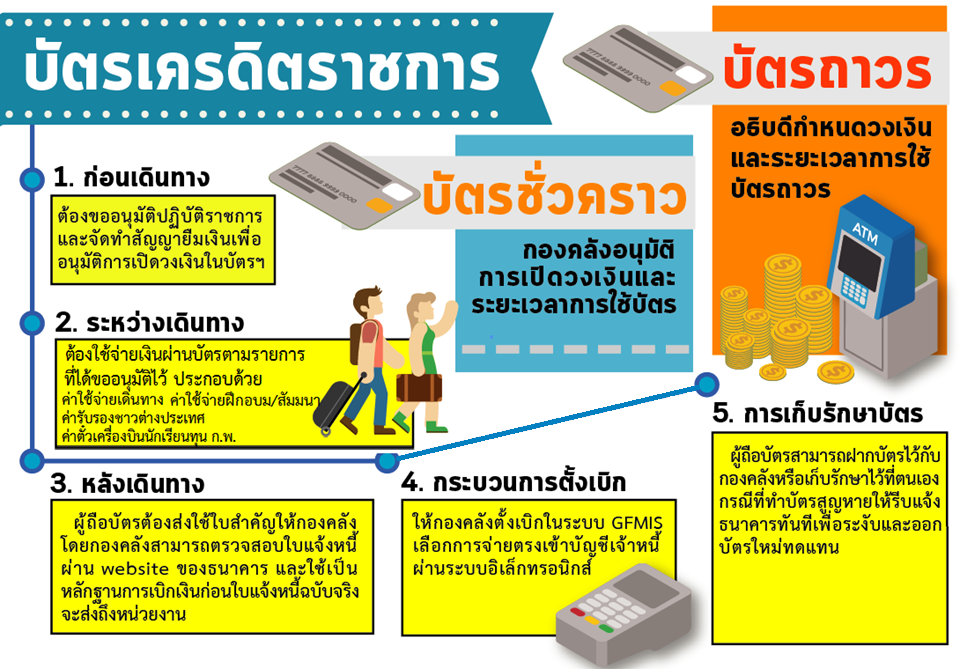 บัตรเครดิตราชการ
บัตรถาวร
อธิบดีกำหนดวงเงิน
และระยะเวลาการใช้
บัตรถาวร
ATM
7777 8888 9999 0000
บัตรชั่วคราว
กองคลังอนุมัติ
การเปิดวงเงินและ
ระยะเวลาการใช้บัตร
7777 8888 9999 0000
1. ก่อนเดินทาง
ต้องขออนุมัติปฏิบัติราชการ
และจัดทำสัญญายืมเงินเพื่อ
อนุมัติการเปิดวงเงินในบัตรฯ
2. ระหว่างเดินทาง
ต้องใช้จ่ายเงินผ่านบัตรตามรายการ
ที่ได้ขออนุมัติไว้ ประกอบด้วย
ค่าใช้จ่ายเดินทาง ค่าใช้จ่ายฝึกอบม/สัมมนา
ค่ารับรองชาวต่างประเทศ
ค่าตั๋วเครื่องบินนักเรียนทุน ก.พ.
3. หลังเดินทาง
ผู้ถือบัตรต้องส่งใช้ใบสำคัญให้กองคลัง
โดยกองคลังสามารถตรวจสอบใบแจ้งหนี้
ผ่าน website ของธนาคาร และใช้เป็น
หลักฐานการเบิกเงินก่อนใบแจ้งหนี้ฉบับจริง
จะส่งถึงหน่วยงาน
4. กระบวนการตั้งเบิก
ให้กองคลังตั้งเบิกในระบบ GFMIS
เลือกการจ่ายตรงเข้าบัญชีเจ้าหนี้
ผ่านระบบอิเล็กทรอนิกส์
5. การเก็บรักษาบัตร
ผู้ถือบัตรสามารถฝากบัตรไว้กับ
กองคลังหรือเก็บรักษาไว้ที่ตนเอง
กรณีที่ทำบัตรสูญหายให้รีบแจ้ง
ธนาคารทันทีเพื่อระงับและออก
บัตรใหม่ทดแทน